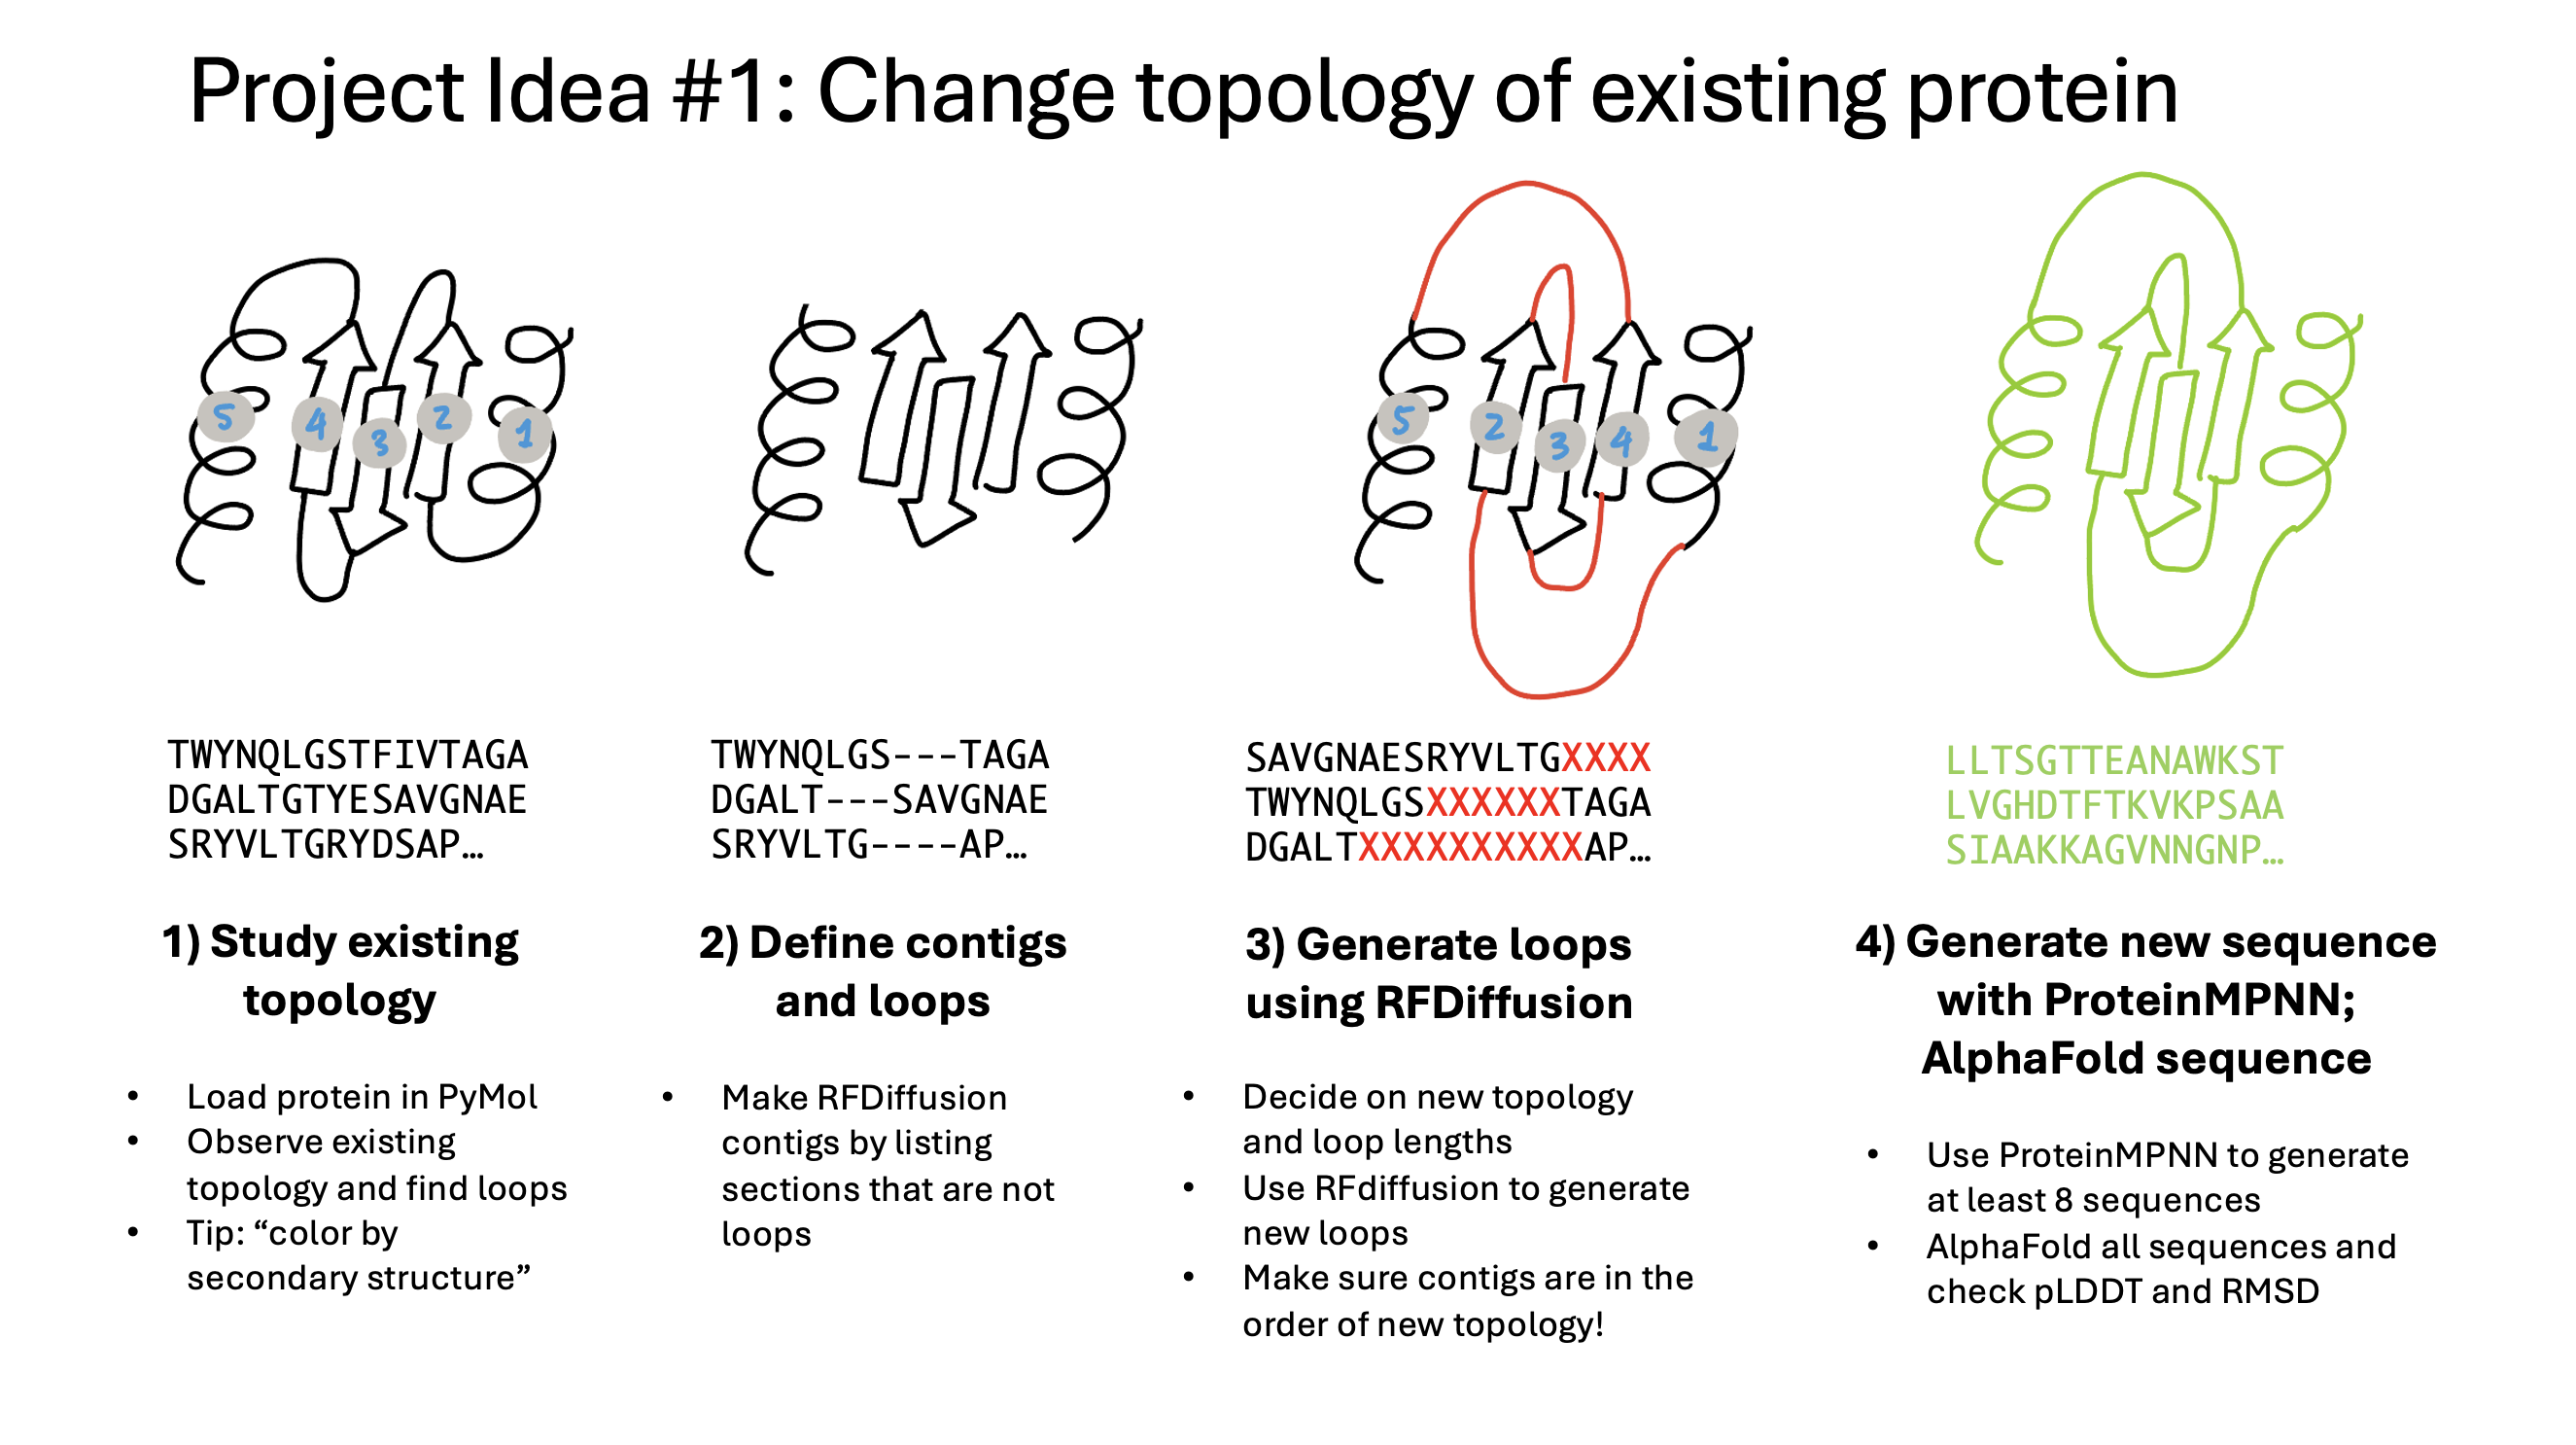 Project Idea #1: Change topology of existing protein
5
4
3
2
1
5
2
3
4
1
TWYNQLGSTFIVTAGA
DGALTGTYESAVGNAE
SRYVLTGRYDSAP…
TWYNQLGS---TAGA
DGALT---SAVGNAE
SRYVLTG----AP…
SAVGNAESRYVLTGXXXX
TWYNQLGSXXXXXXTAGA
DGALTXXXXXXXXXXAP…
LLTSGTTEANAWKST
LVGHDTFTKVKPSAA
SIAAKKAGVNNGNP…
1) Study existing
topology
• Load protein in PyMol
• Observe existing
topology and find loops
• Tip: “color by
secondary structure”
2) Define contigs
and loops
• Make RFDiffusion
contigs by listing
sections that are not
loops
3) Generate loops
using RFDiffusion
• Decide on new topology
and loop lengths
• Use RFdiffusion to generate
new loops
• Make sure contigs are in the
order of new topology!
4) Generate new sequence
with ProteinMPNN;
AlphaFold sequence
• Use ProteinMPNN to generate
at least 8 sequences
• AlphaFold all sequences and
check pLDDT and RMSD